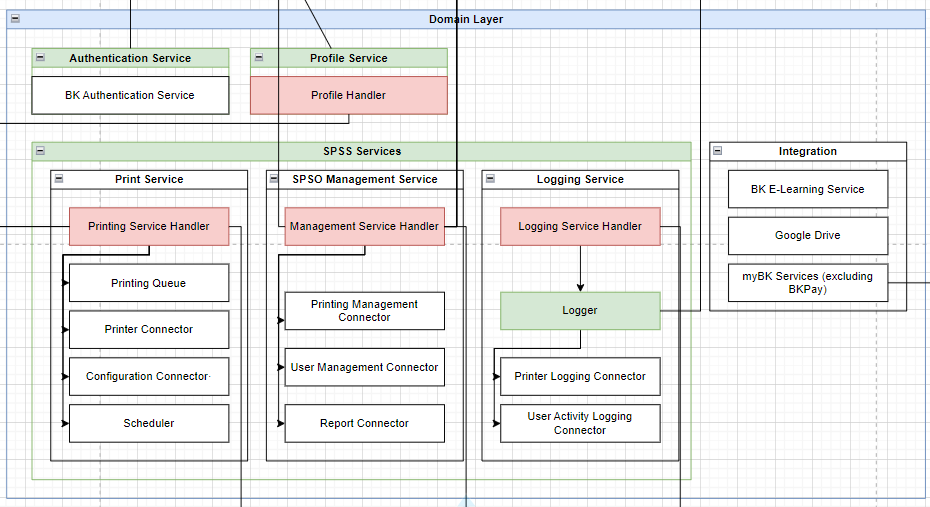 Domain Layer
Authentication Service
BK Authentication Service
Profile Service
Profile Handler
SPSS Services
Print Service
Printing Service Handler
Printing Queue
Printer Connector
Configuration Connector
Scheduler
SPSO Management Service
Management Service Handler
Printing Management
Connector
User Management Connector
Report Connector
Logging Service
Logging Service Handler
Logger
Printer Logging Connector
User Activity Logging
Connector
Integration
BK E-Learning Service
Google Drive
myBK Services (excluding
BKPay)